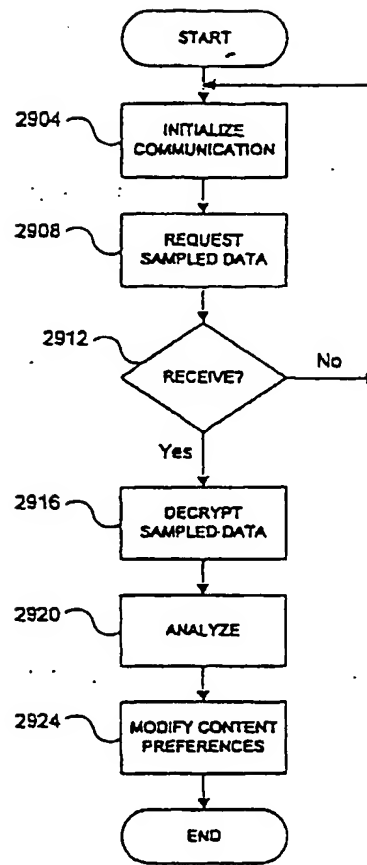 START
2904
INITIALIZE
COMMUNICATION
2908
REQUEST
SAMPLED DATA
2912
RECEIVE?
No
Yes
2916
DECRYPT
SAMPLED DATA
2920
ANALYZE
2924
MODIFY CONTENT
PREFERENCES
END